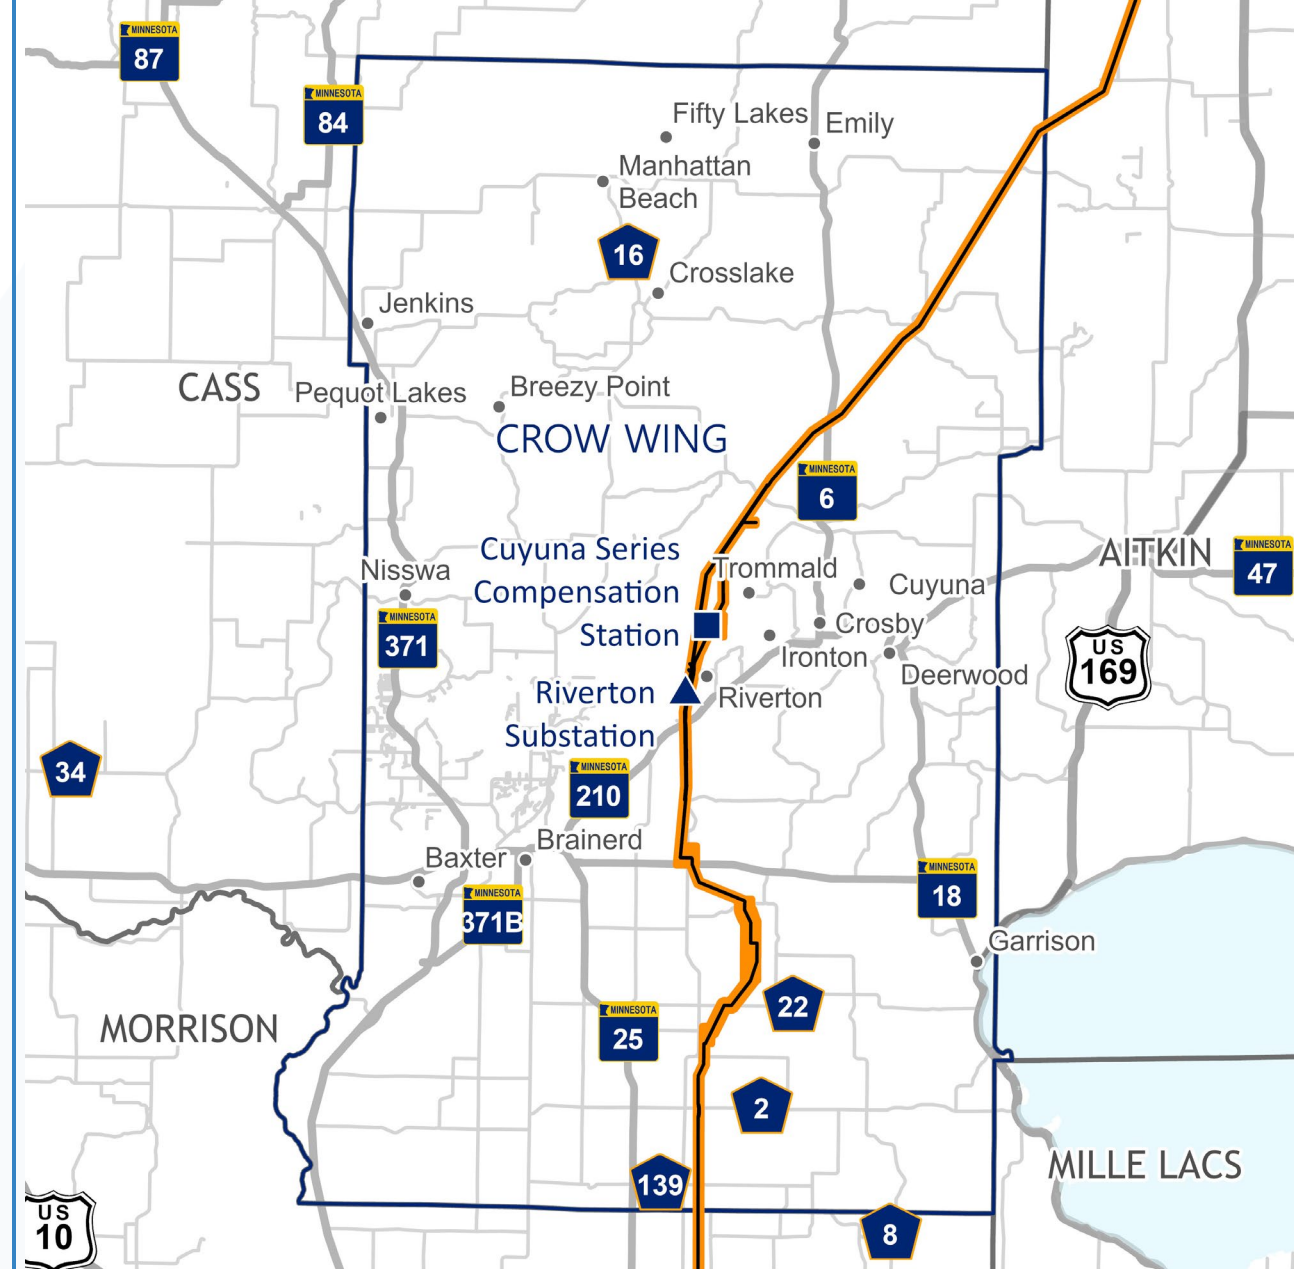 MINNESOTA
87
MINNESOTA
84
Fifty Lakes
Emily
Manhattan
Beach
16
Crosslake
Jenkins
CASS
Pequot Lakes
Breezy Point
CROW WING
MINNESOTA
6
Cuyuna Series
Compensation
Station
Trommald
Cuyuna
AITKIN
MINNESOTA
47
Nisswa
MINNESOTA
371
Crosby
Ironton
Deerwood
US
169
Riverton
Substation
Riverton
34
MINNESOTA
210
Brainerd
Baxter
MINNESOTA
371B
MINNESOTA
18
Garrison
22
MORRISON
MINNESOTA
25
2
MILLE LACS
139
US
10
8